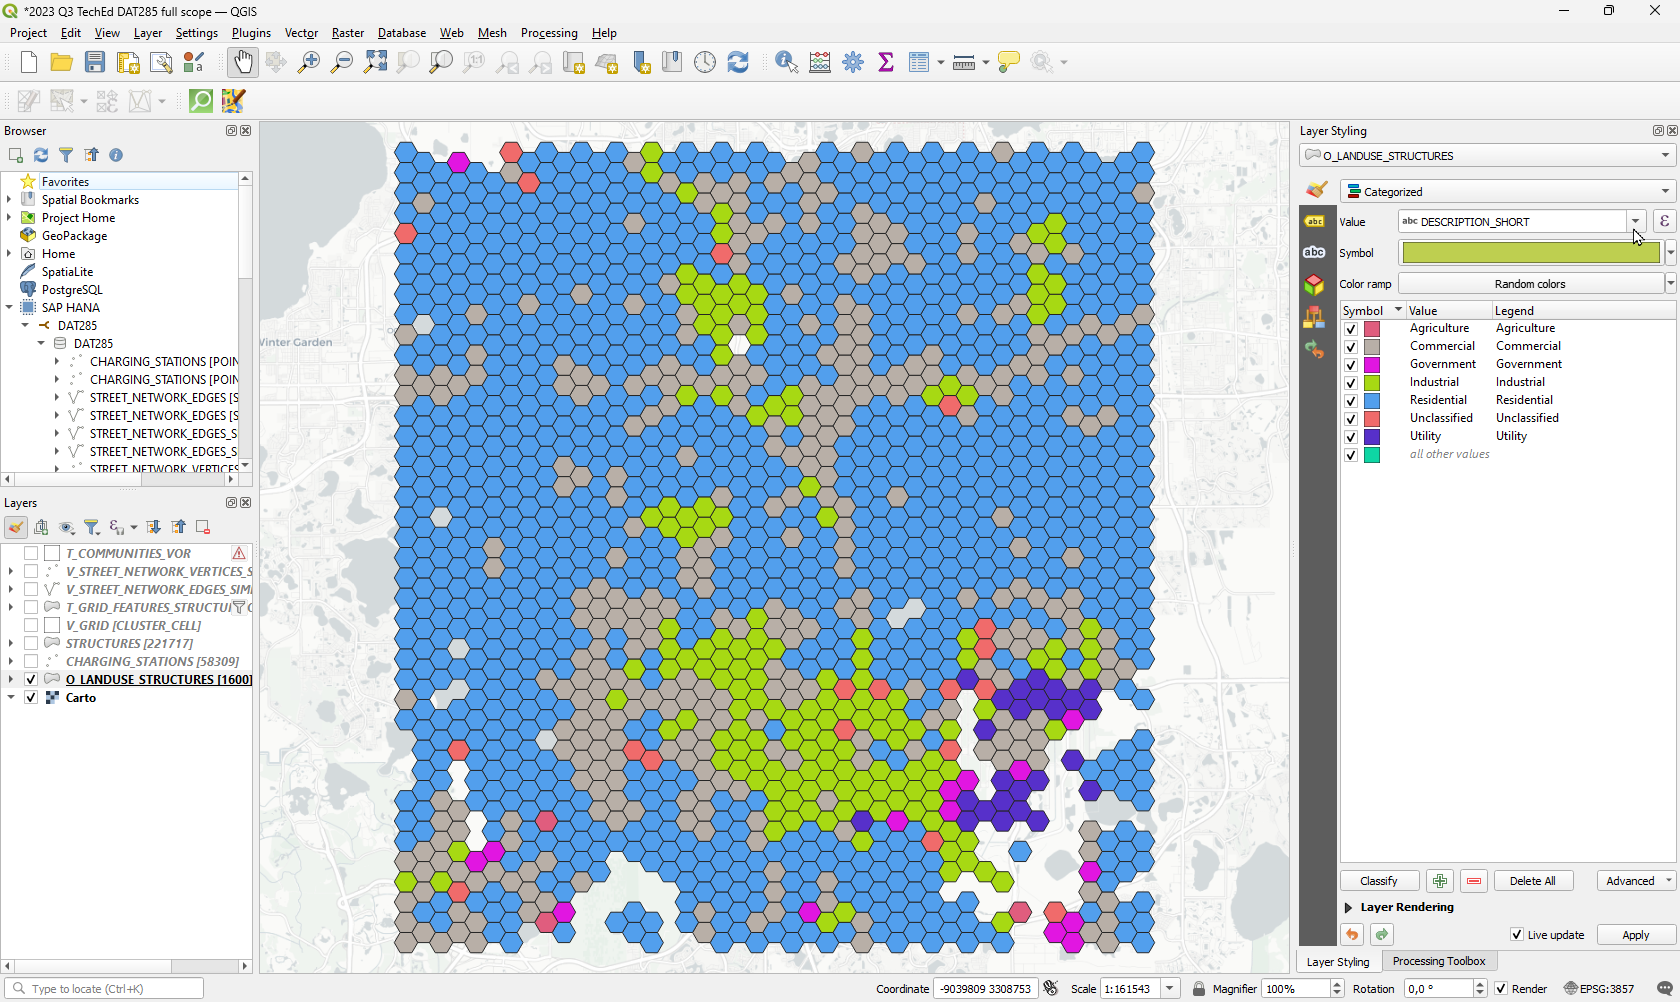 *2023 Q3 TechEd DAT285 full scope — QGIS
Project Edit View Layer Settings Plugins Vector Raster Database Web Mesh Processing Help
Browser
Favorites
Spatial Bookmarks
Project Home
GeoPackage
Home
SpatiaLite
PostgreSQL
SAP HANA
DAT285
DAT285
CHARGING_STATIONS [POIN
CHARGING_STATIONS [POIN
STREET_NETWORK_EDGES [S
STREET_NETWORK_EDGES [S
STREET_NETWORK_EDGES_S
STREET_NETWORK_EDGES_S
STREET_NETWORK_VERTICES
Layers
T_COMMUNITIES_VOR
V_STREET_NETWORK_VERTICES_S
V_STREET_NETWORK_EDGES_SIM
T_GRID_FEATURES_STRUCTU
V_GRID [CLUSTER_CELL]
STRUCTURES [221717]
CHARGING_STATIONS [58309]
O_LANDUSE_STRUCTURES [1600]
Carto
Winter Garden
Layer Styling
O_LANDUSE_STRUCTURES
Categorized
abc
Value abc DESCRIPTION_SHORT ε
abc
Symbol
Color ramp Random colors
Symbol Value Legend
Agriculture Agriculture
Commercial Commercial
Government Government
Industrial Industrial
Residential Residential
Unclassified Unclassified
Utility Utility
all other values
Classify Delete All Advanced
Layer Rendering
Live update Apply
Layer Styling Processing Toolbox
Type to locate (Ctrl+K) Coordinate -9039809 3308753 Scale 1:161543 Magnifier 100% Rotation 0,0 ° Render EPSG:3857